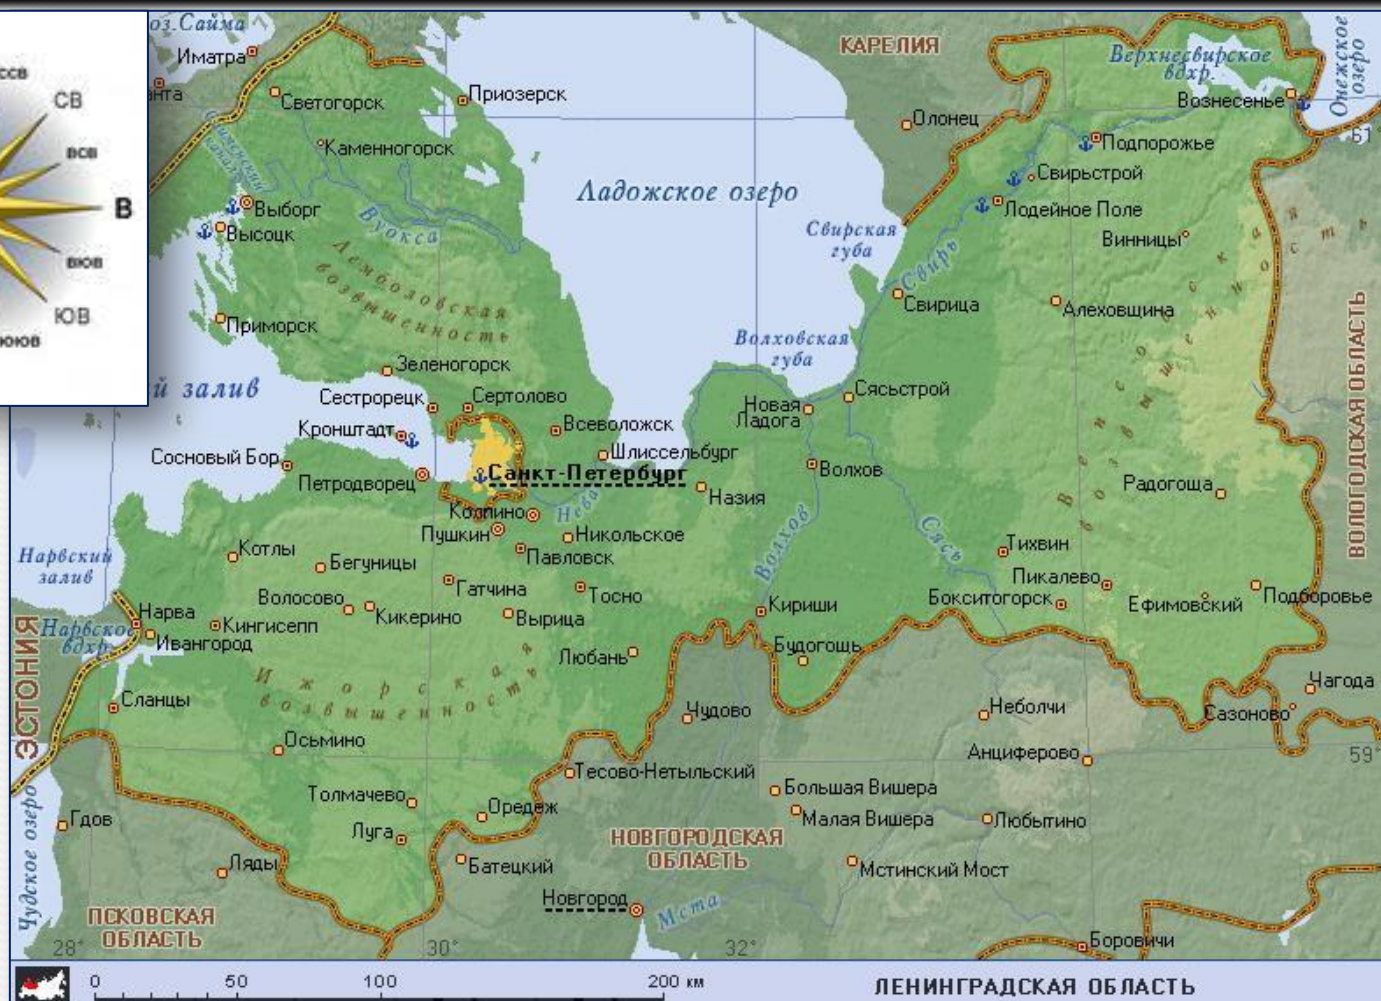 ССВ
СВ
ВСВ
В
ВЮВ
ЮВ
оз.Сайма
Иматра
Светогорск
Приозерск
Каменногорск
КАРЕЛИЯ
Олонец
Верхнесвирское
вдхр.
Онежское
озеро
Вознесенье
61
Подпорожье
Свирьстрой
Лодейное Поле
Винницы
Ладожское озеро
Выборг
Высоцк
Вуокса
Лемболовская
возвышенность
Свирская
губа
Свирь
Свирица
Алеховщина
Приморск
Зеленогорск
Волховская
губа
й залив
Сестрорецк
Сертолово
Сясьстрой
Новая
Ладога
Кронштадт
Всеволожск
Шлиссельбург
Сосновый Бор
Петродворец
Санкт-Петербург
Назия
Волхов
Радогоща
Вепсовская
возвышенность
ВОЛОГОДСКАЯ ОБЛАСТЬ
Колпино
Нева
Пушкин
Никольское
Павловск
Волхов
Сясь
Тихвин
Нарвский
залив
Котлы
Бегуницы
Гатчина
Тосно
Пикалево
Бокситогорск
Ефимовский
Подборовье
Волосово
Кикерино
Вырица
Кириши
Нарва
Нарвское
вдхр.
Ивангород
Кингисепп
Любань
Будогощь
ЭСТОНИЯ
Ижорская
возвышенность
Сланцы
Чудово
Неболчи
Чагода
Сазоново
Осьмино
Анциферово
59°
Тесово-Нетыльский
Толмачево
Оредеж
Большая Вишера
Малая Вишера
Любытино
Гдов
Луга
НОВГОРОДСКАЯ
ОБЛАСТЬ
Чудское озеро
Ляды
Батецкий
Мстинский Мост
Новгород
Мста
ПСКОВСКАЯ
ОБЛАСТЬ
Боровичи
28°
30°
32°
0 50 100 200 км
ЛЕНИНГРАДСКАЯ ОБЛАСТЬ